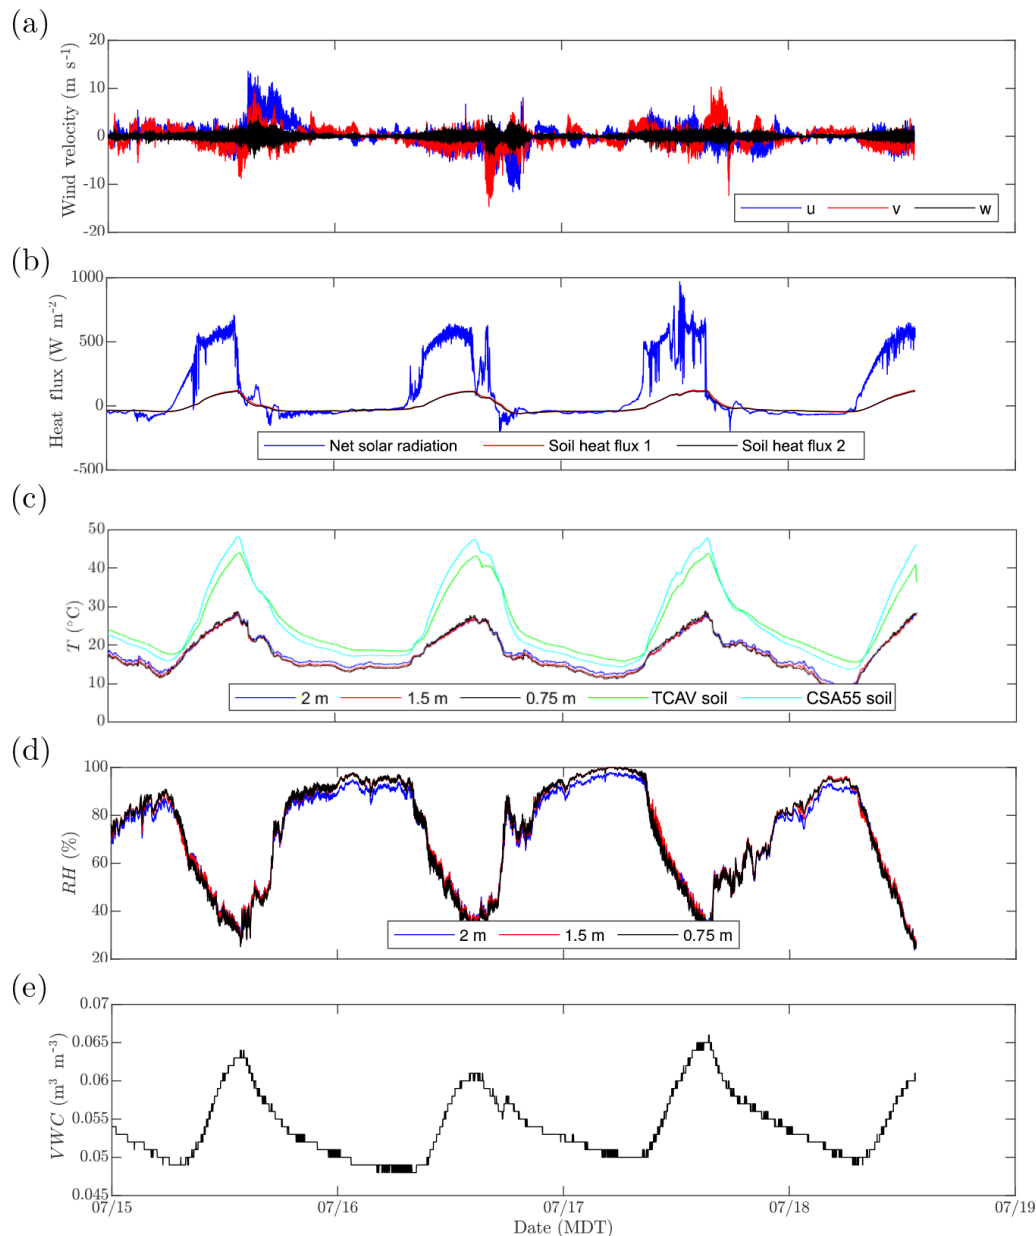 (a)
20
10
0
-10
-20
Wind velocity (m s⁻¹)
u v w
(b)
1000
500
0
-500
Heat flux (W m⁻²)
Net solar radiation Soil heat flux 1 Soil heat flux 2
(c)
50
40
30
20
10
0
T (°C)
2 m 1.5 m 0.75 m TCAV soil CSA55 soil
(d)
100
80
60
40
20
RH (%)
2 m 1.5 m 0.75 m
(e)
0.07
0.065
0.06
0.055
0.05
0.045
VWC (m³ m⁻³)
07/15 07/16 07/17 07/18 07/19
Date (MDT)